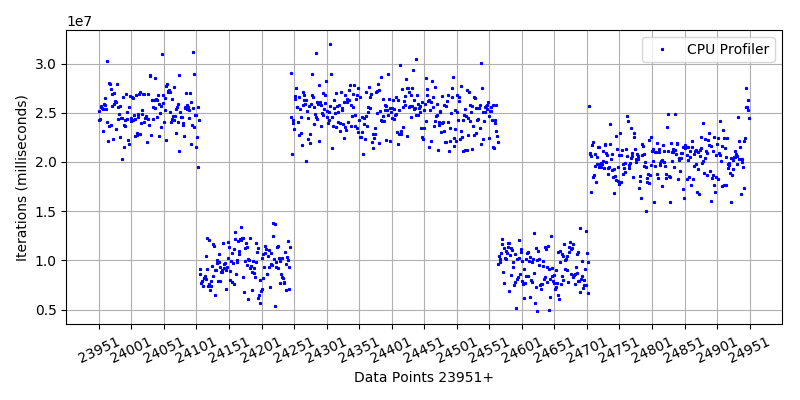 1e7
CPU Profiler
3.0
2.5
2.0
1.5
1.0
0.5
Iterations (milliseconds)
23951 24001 24051 24101 24151 24201 24251 24301 24351 24401 24451 24501 24551 24601 24651 24701 24751 24801 24851 24901 24951
Data Points 23951+